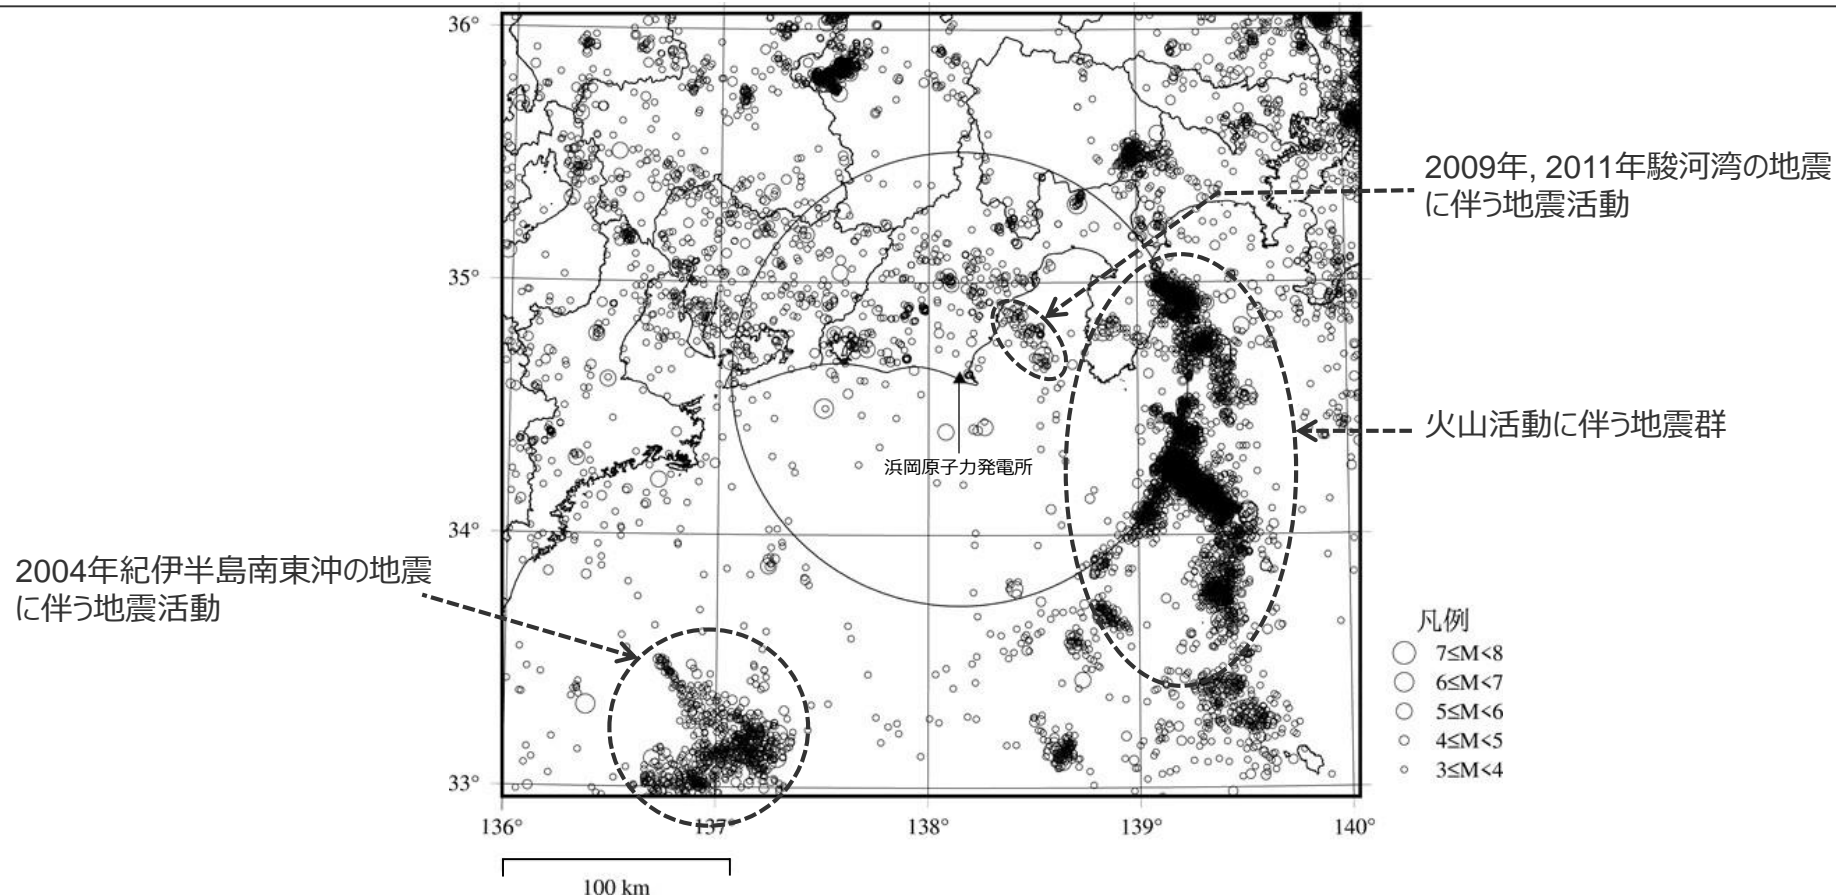 36°
35°
34°
33°
136°
137°
138°
139°
140°
100 km
2009年, 2011年駿河湾の地震
に伴う地震活動
火山活動に伴う地震群
浜岡原子力発電所
2004年紀伊半島南東沖の地震
に伴う地震活動
凡例
7≤M<8
6≤M<7
5≤M<6
4≤M<5
3≤M<4